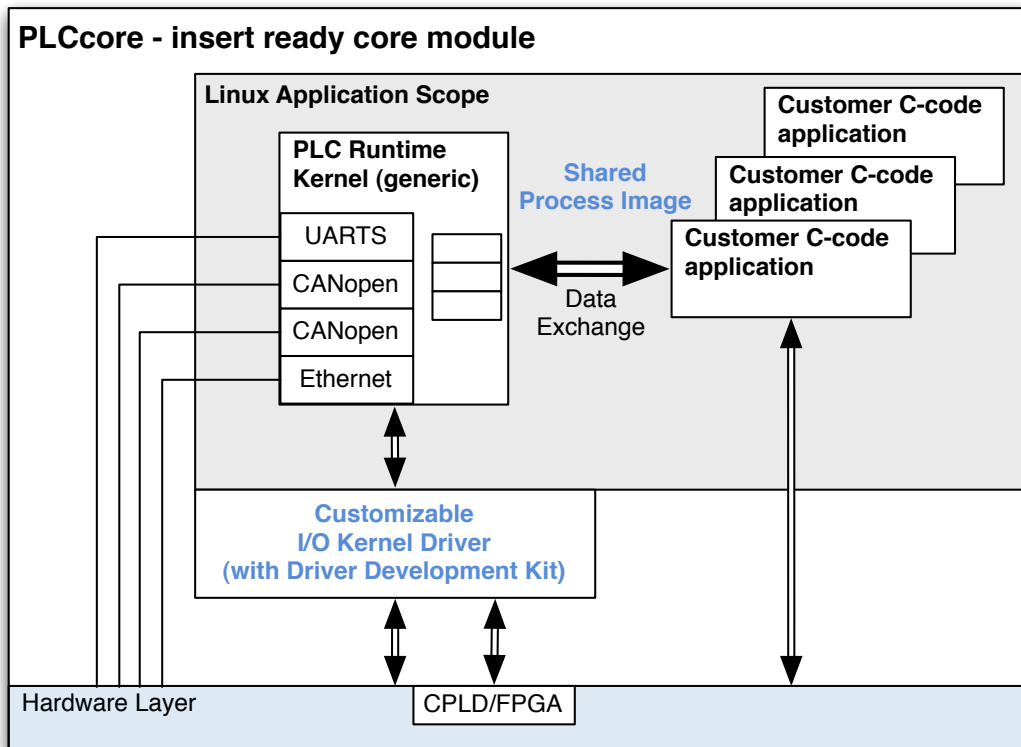 PLCcore - insert ready core module
Linux Application Scope
PLC Runtime
Kernel (generic)
UARTS
CANopen
CANopen
Ethernet
Shared
Process Image
Data
Exchange
Customer C-code
application
Customer C-code
application
Customer C-code
application
Customizable
I/O Kernel Driver
(with Driver Development Kit)
Hardware Layer
CPLD/FPGA